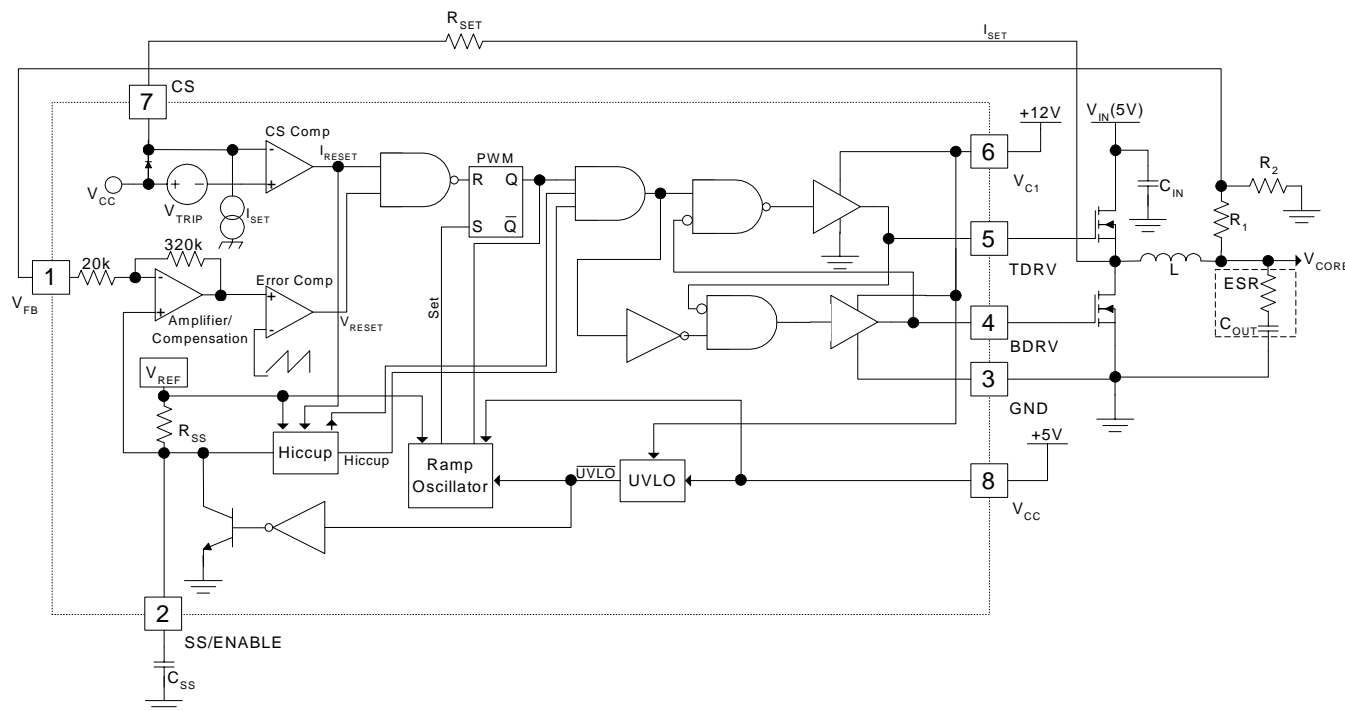 R_SET
I_SET
7
CS
CS Comp
-
+
I_RESET
V_CC
+ -
V_TRIP
I_SET
PWM
R Q
S Q̅
6
+12V
V_C1
V_IN(5V)
C_IN
R_2
R_1
5
TDRV
L
V_CORE
ESR
C_OUT
1
V_FB
20k
320k
-
+
Amplifier/
Compensation
Error Comp
+
-
V_RESET
Set
4
BDRV
3
GND
V_REF
R_SS
Hiccup
Hiccup
Ramp
Oscillator
U̅V̅L̅O̅
UVLO
+5V
8
V_CC
2
SS/ENABLE
C_SS